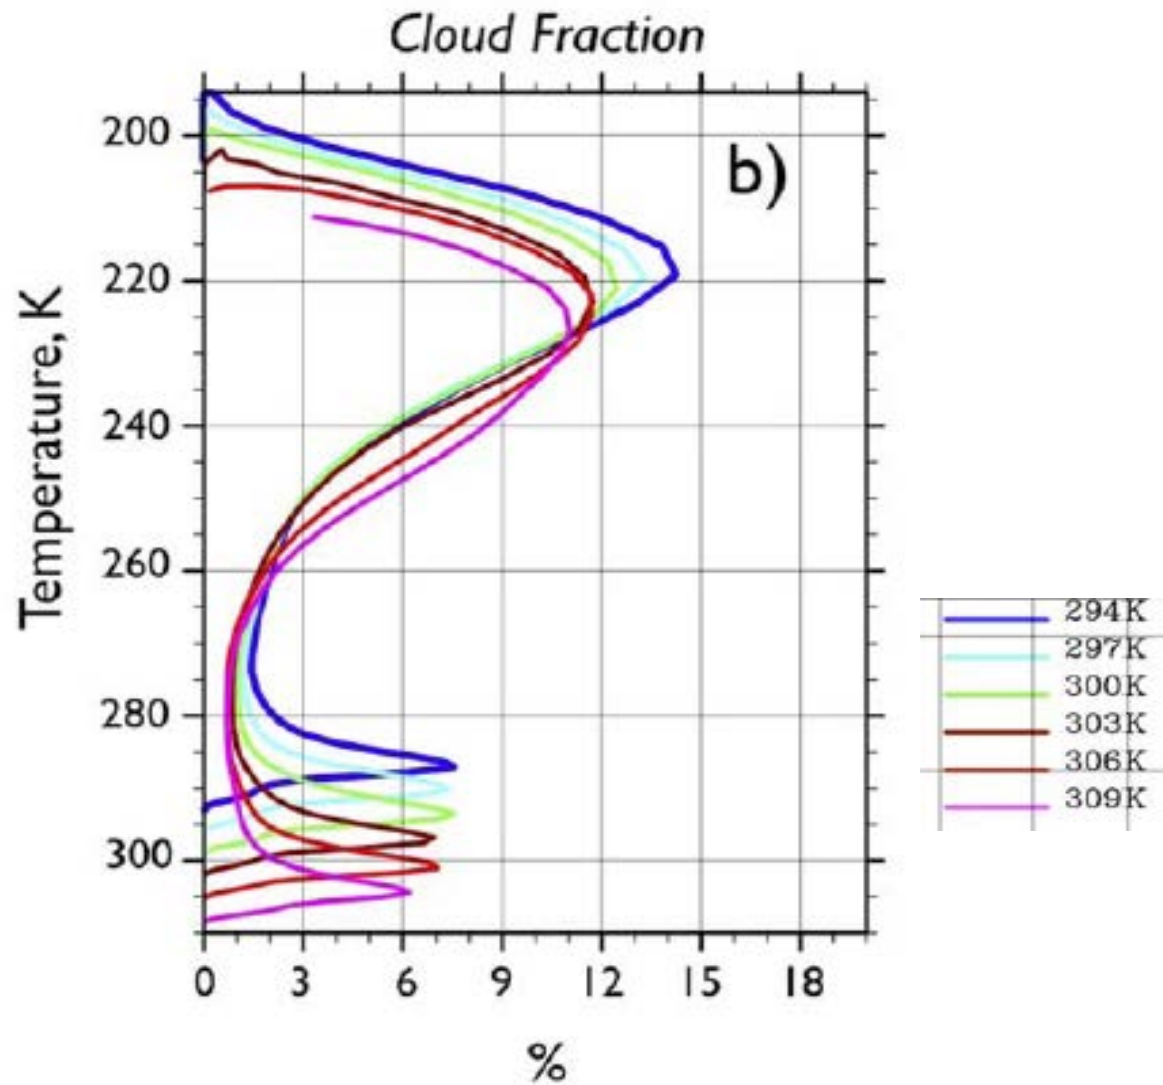 Cloud Fraction
b)
Temperature, K
200
220
240
260
280
300
0 3 6 9 12 15 18
%
294K
297K
300K
303K
306K
309K